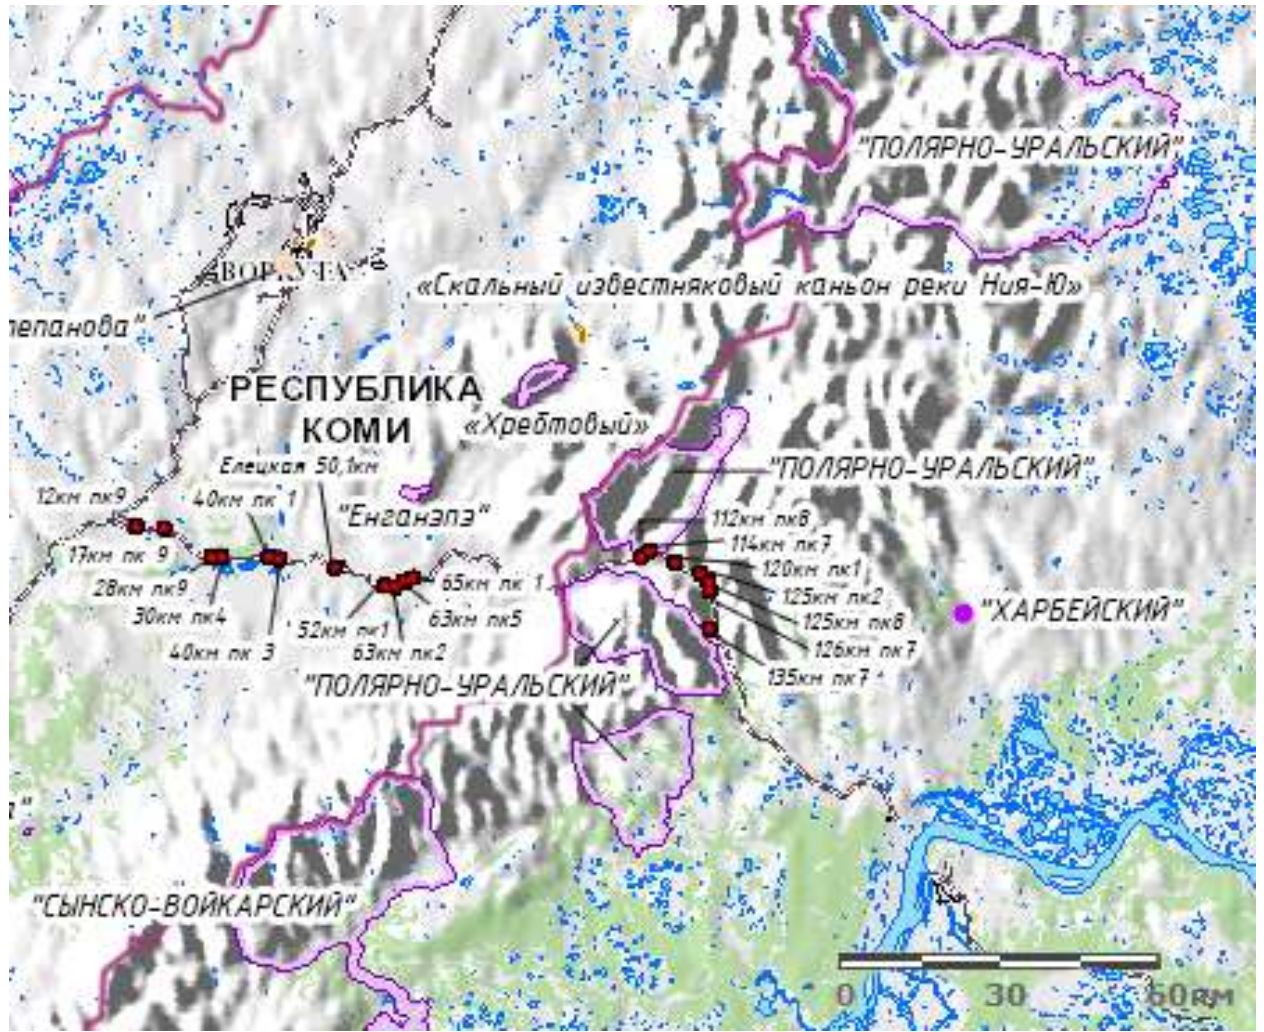 "ПОЛЯРНО-УРАЛЬСКИЙ"
ВОРКУТА
«Скальный известняковый каньон реки Ния-Ю»
лепанова"
РЕСПУБЛИКА
КОМИ
«Хребтовый»
Елецкая 50,1км
"ПОЛЯРНО-УРАЛЬСКИЙ"
12км пк9
40км пк 1
"Енганэпэ"
112км пк8
114км пк7
17км пк 9
120км пк1
28км пк9
65км пк 1
125км пк2
30км пк4
52км пк1
63км пк5
125км пк8
"ХАРБЕЙСКИЙ"
40км пк 3
63км пк2
126км пк7
135км пк7
"ПОЛЯРНО-УРАЛЬСКИЙ"
"СЫНСКО-ВОЙКАРСКИЙ"
0 30 60км